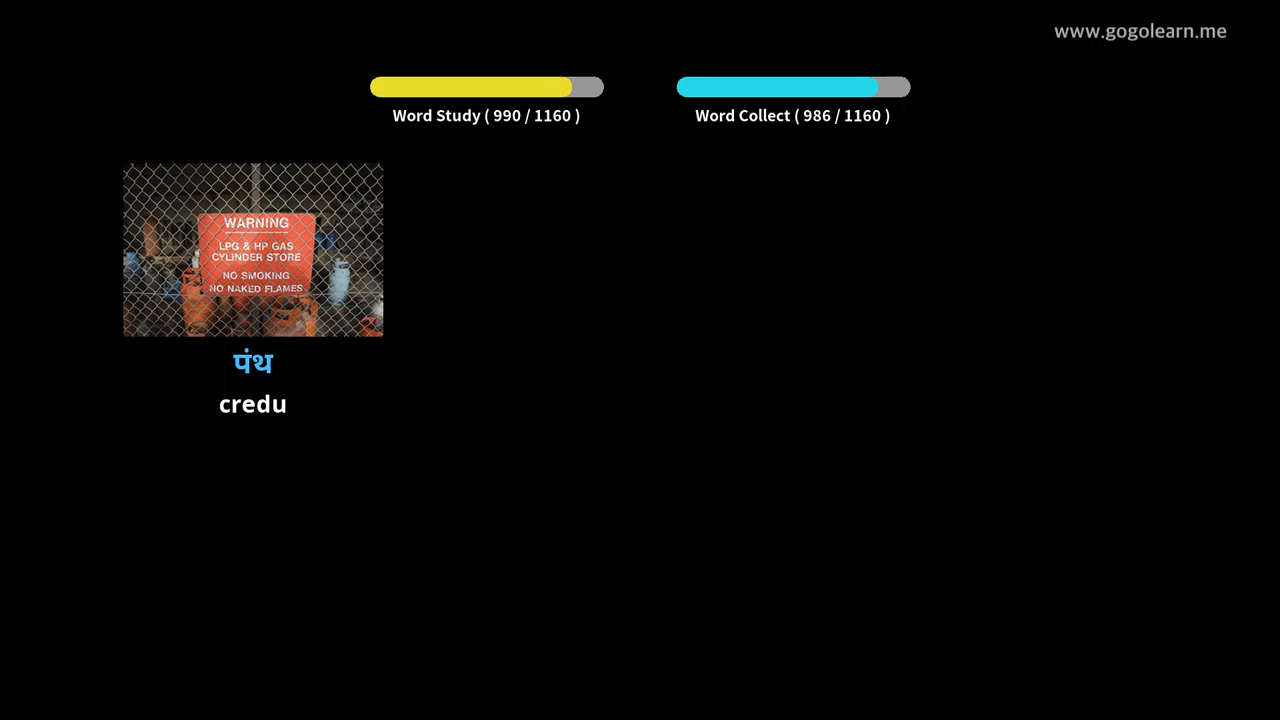 www.gogolearn.me
Word Study ( 990 / 1160 )
Word Collect ( 986 / 1160 )
WARNING
LPG & HP GAS
CYLINDER STORE
NO SMOKING
NO NAKED FLAMES
पंथ
credu